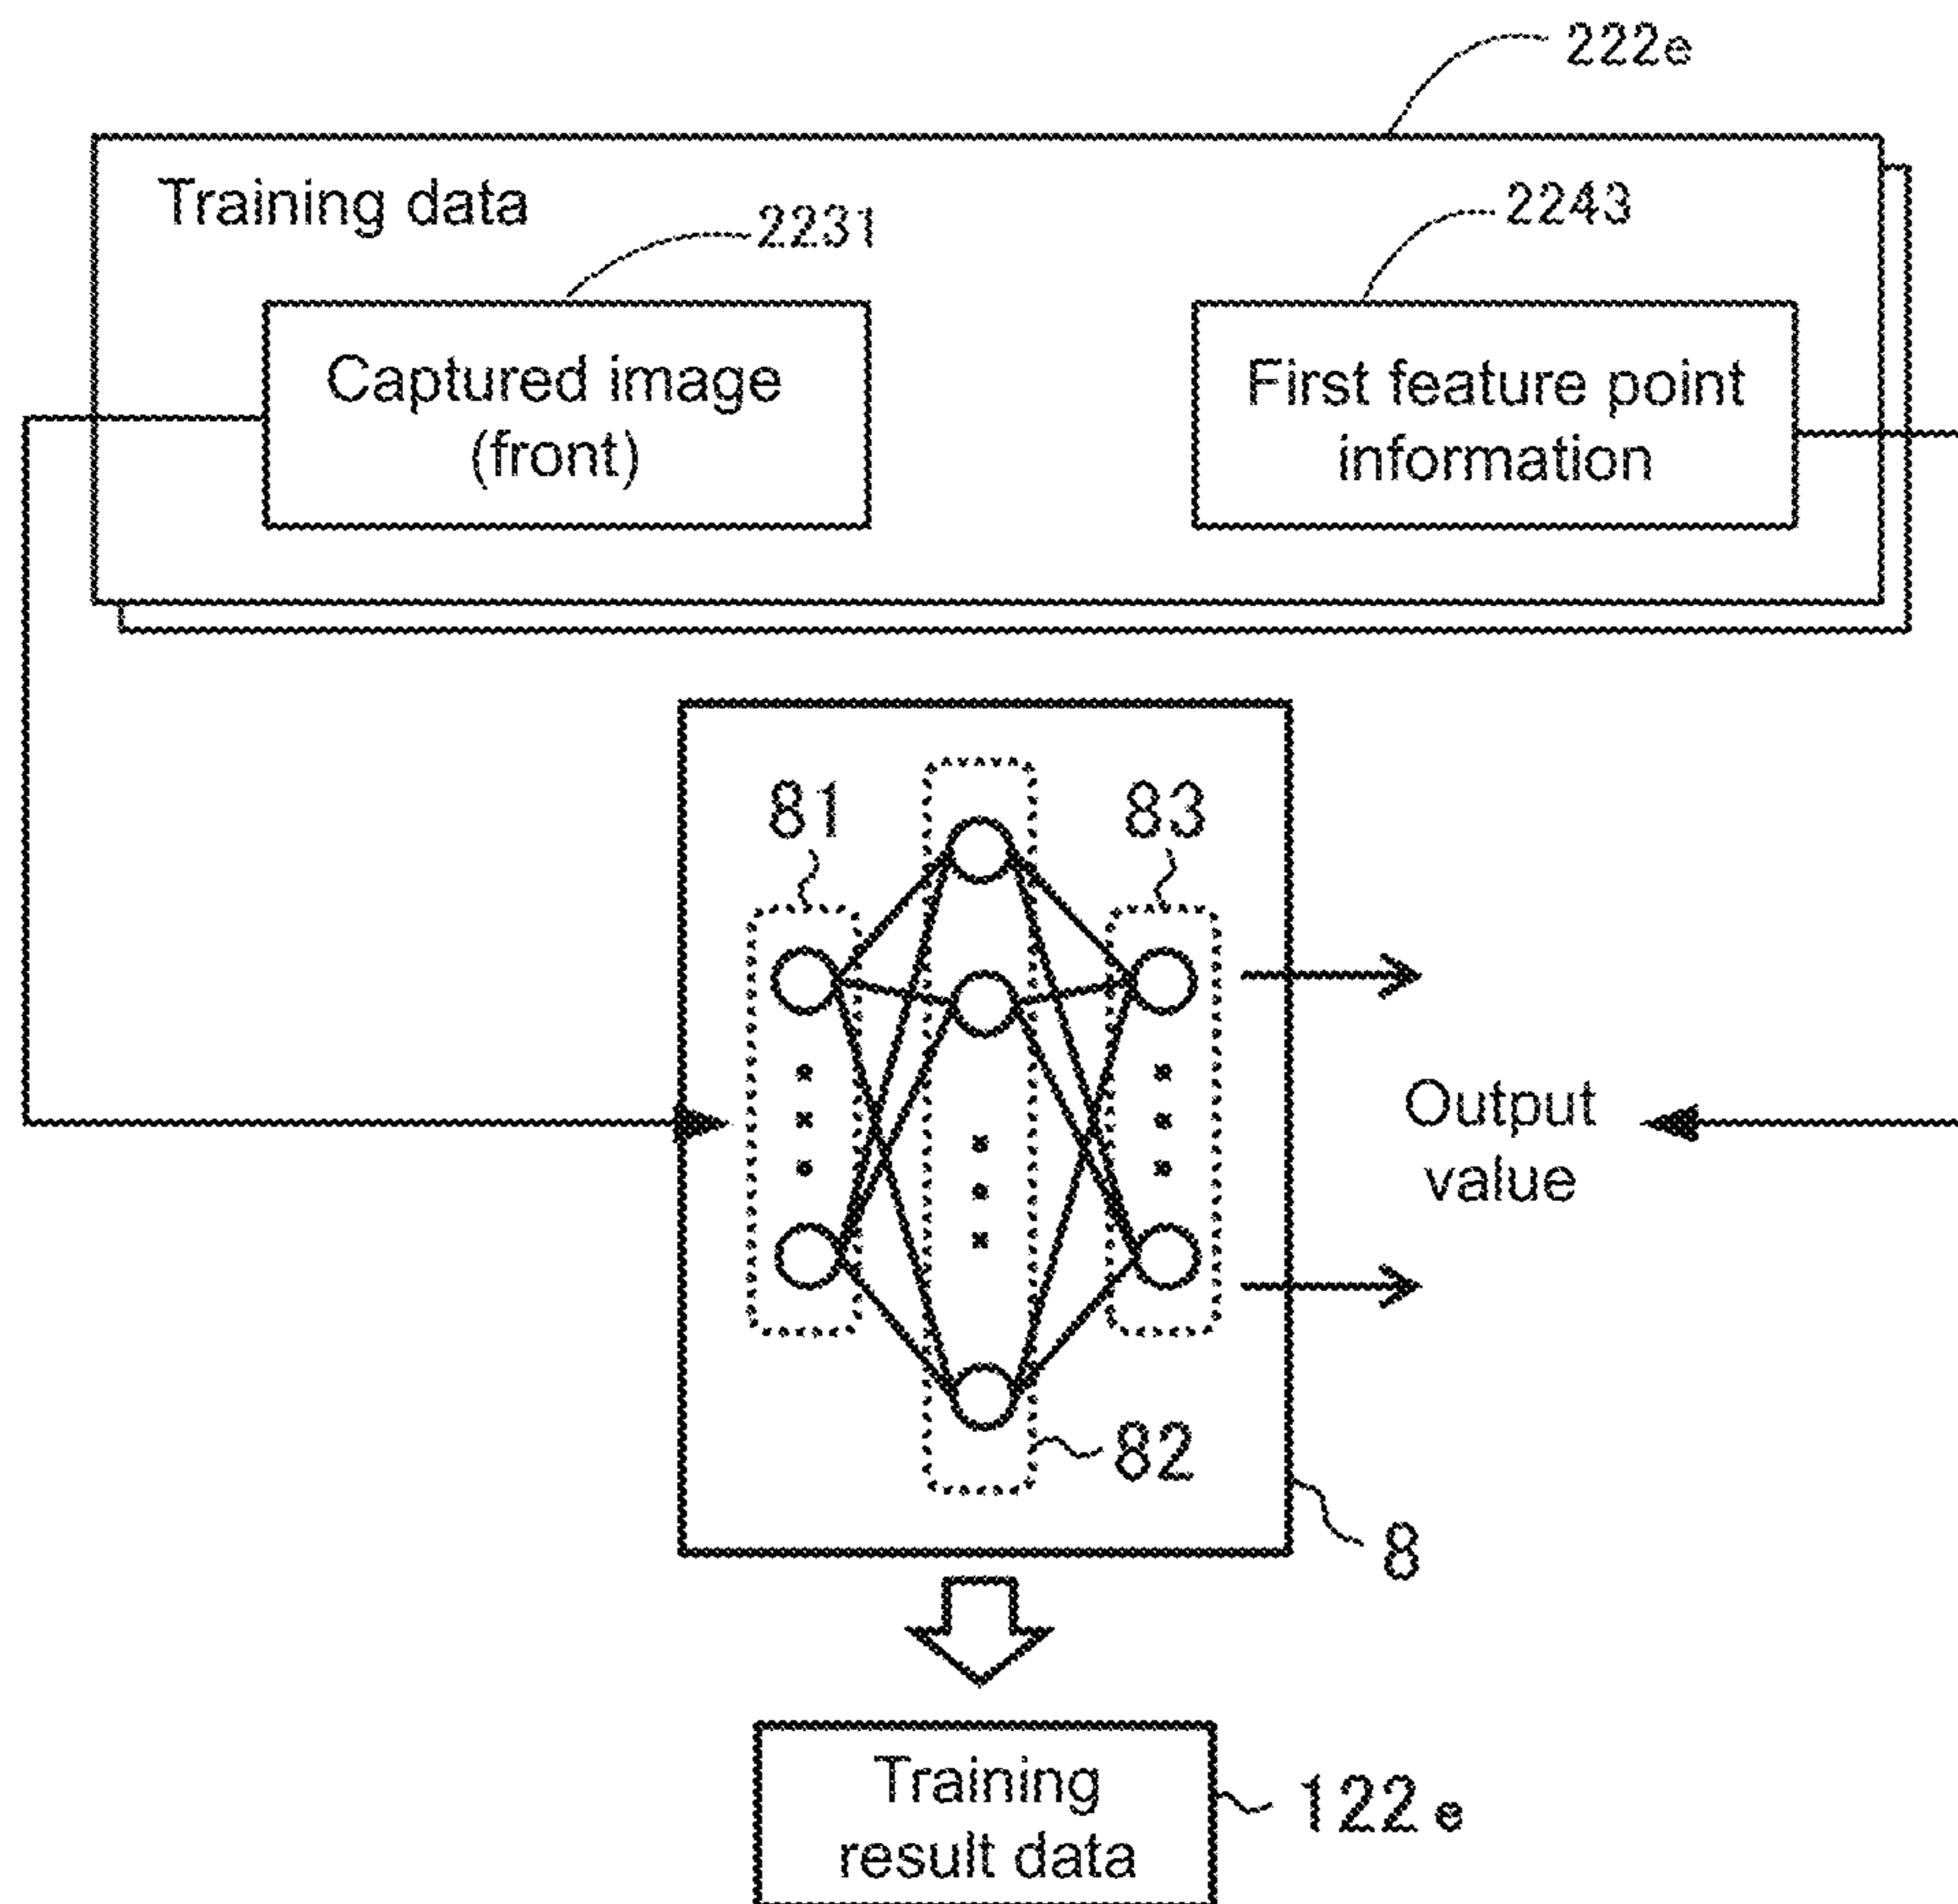 222e
Training data
2231
2243
Captured image
(front)
First feature point
information
81
83
Output
value
82
8
Training
result data
122e